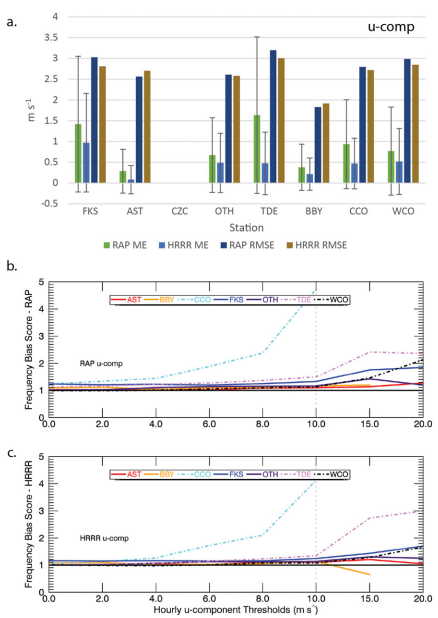 a.
u-comp
4
3.5
3
2.5
2
1.5
1
0.5
0
-0.5
m s-1
FKS AST CZC OTH TDE BBY CCO WCO
Station
RAP ME HRRR ME RAP RMSE HRRR RMSE
b.
5
4
3
2
1
0
Frequency Bias Score - RAP
AST BBY CCO FKS OTH TDE WCO
RAP u-comp
0.0 2.0 4.0 6.0 8.0 10.0 15.0 20.0
c.
5
4
3
2
1
0
Frequency Bias Score - HRRR
AST BBY CCO FKS OTH TDE WCO
HRRR u-comp
0.0 2.0 4.0 6.0 8.0 10.0 15.0 20.0
Hourly u-component Thresholds (m s-)